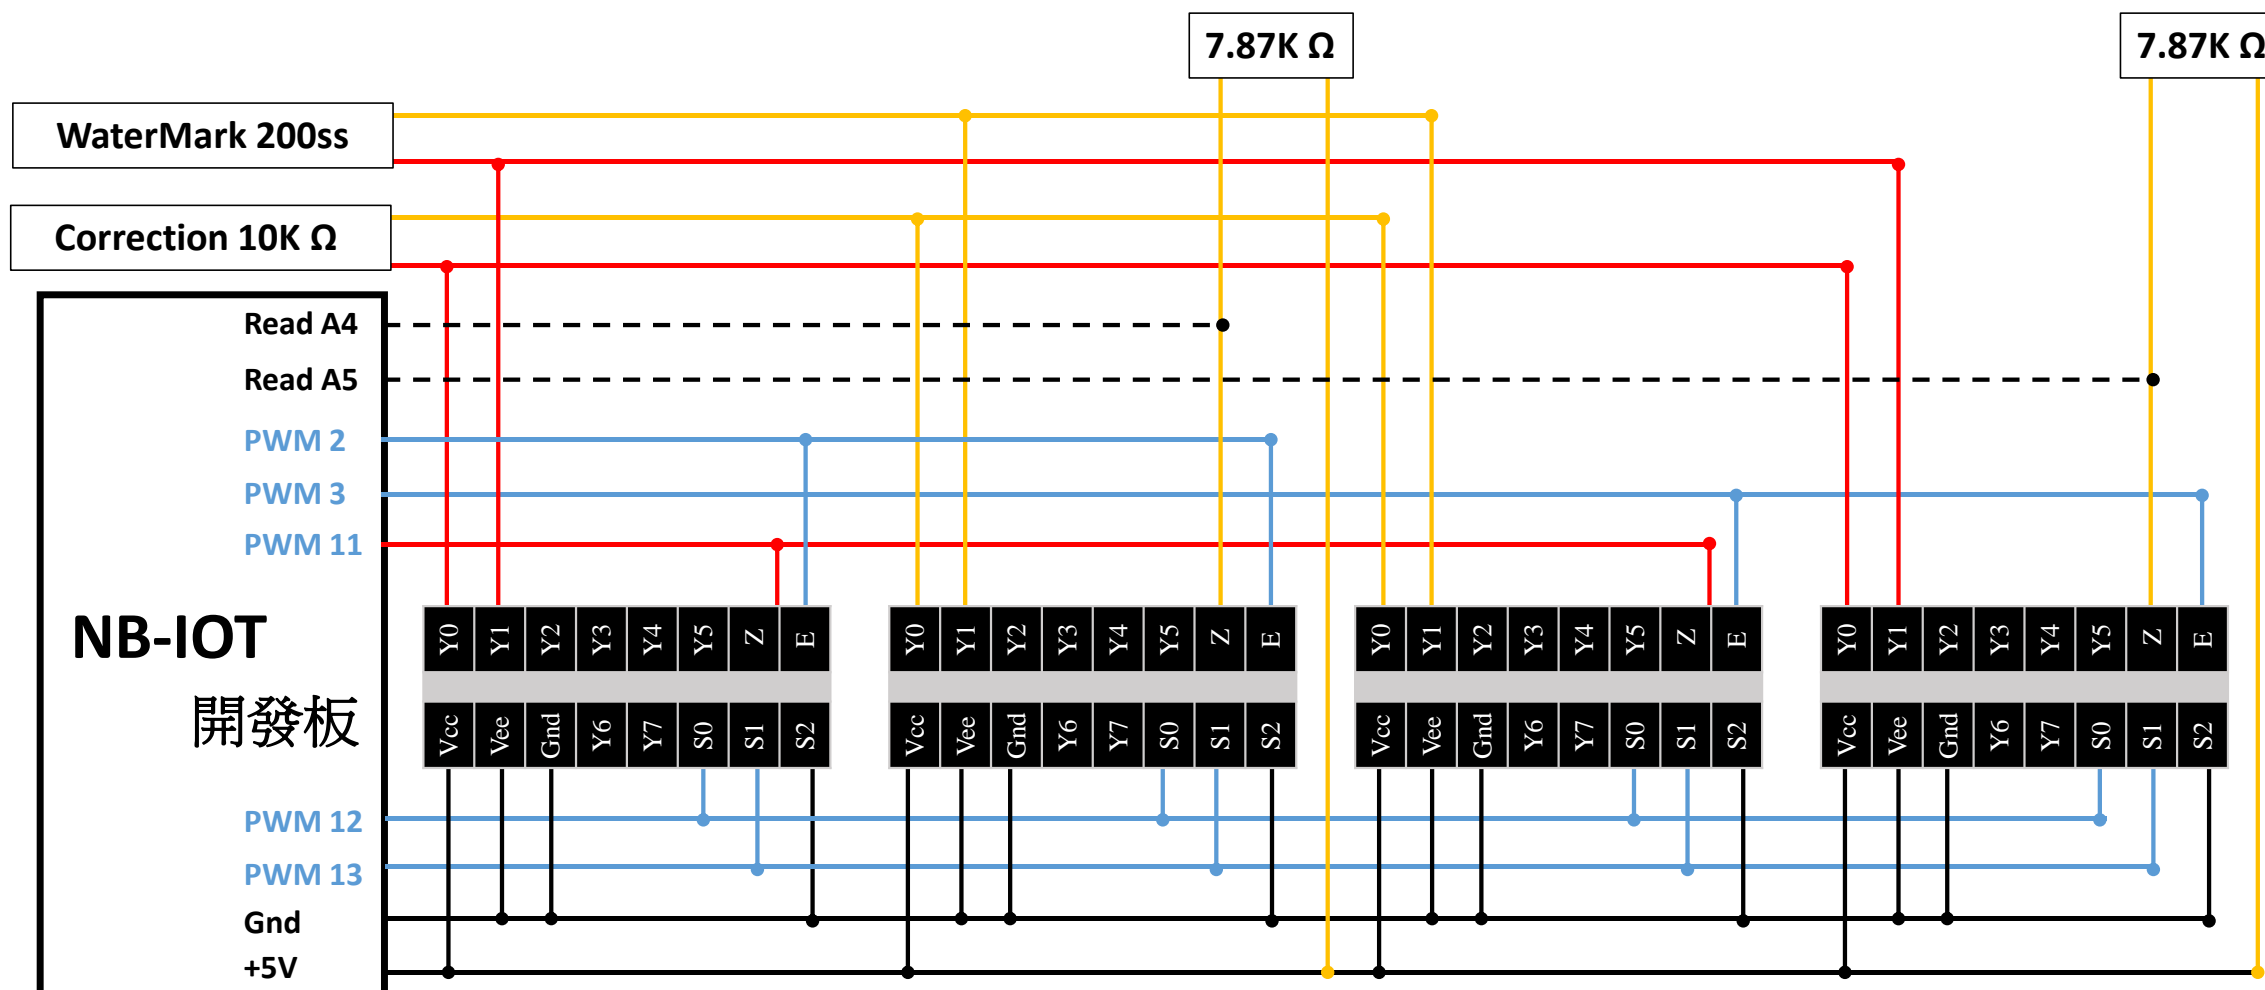 7.87K Ω
7.87K Ω
WaterMark 200ss
Correction 10K Ω
Read A4
Read A5
PWM 2
PWM 3
PWM 11
NB-IOT
開發板
PWM 12
PWM 13
Gnd
+5V
Y0 Y1 Y2 Y3 Y4 Y5 Z E
Vcc Vee Gnd Y6 Y7 S0 S1 S2
Y0 Y1 Y2 Y3 Y4 Y5 Z E
Vcc Vee Gnd Y6 Y7 S0 S1 S2
Y0 Y1 Y2 Y3 Y4 Y5 Z E
Vcc Vee Gnd Y6 Y7 S0 S1 S2
Y0 Y1 Y2 Y3 Y4 Y5 Z E
Vcc Vee Gnd Y6 Y7 S0 S1 S2